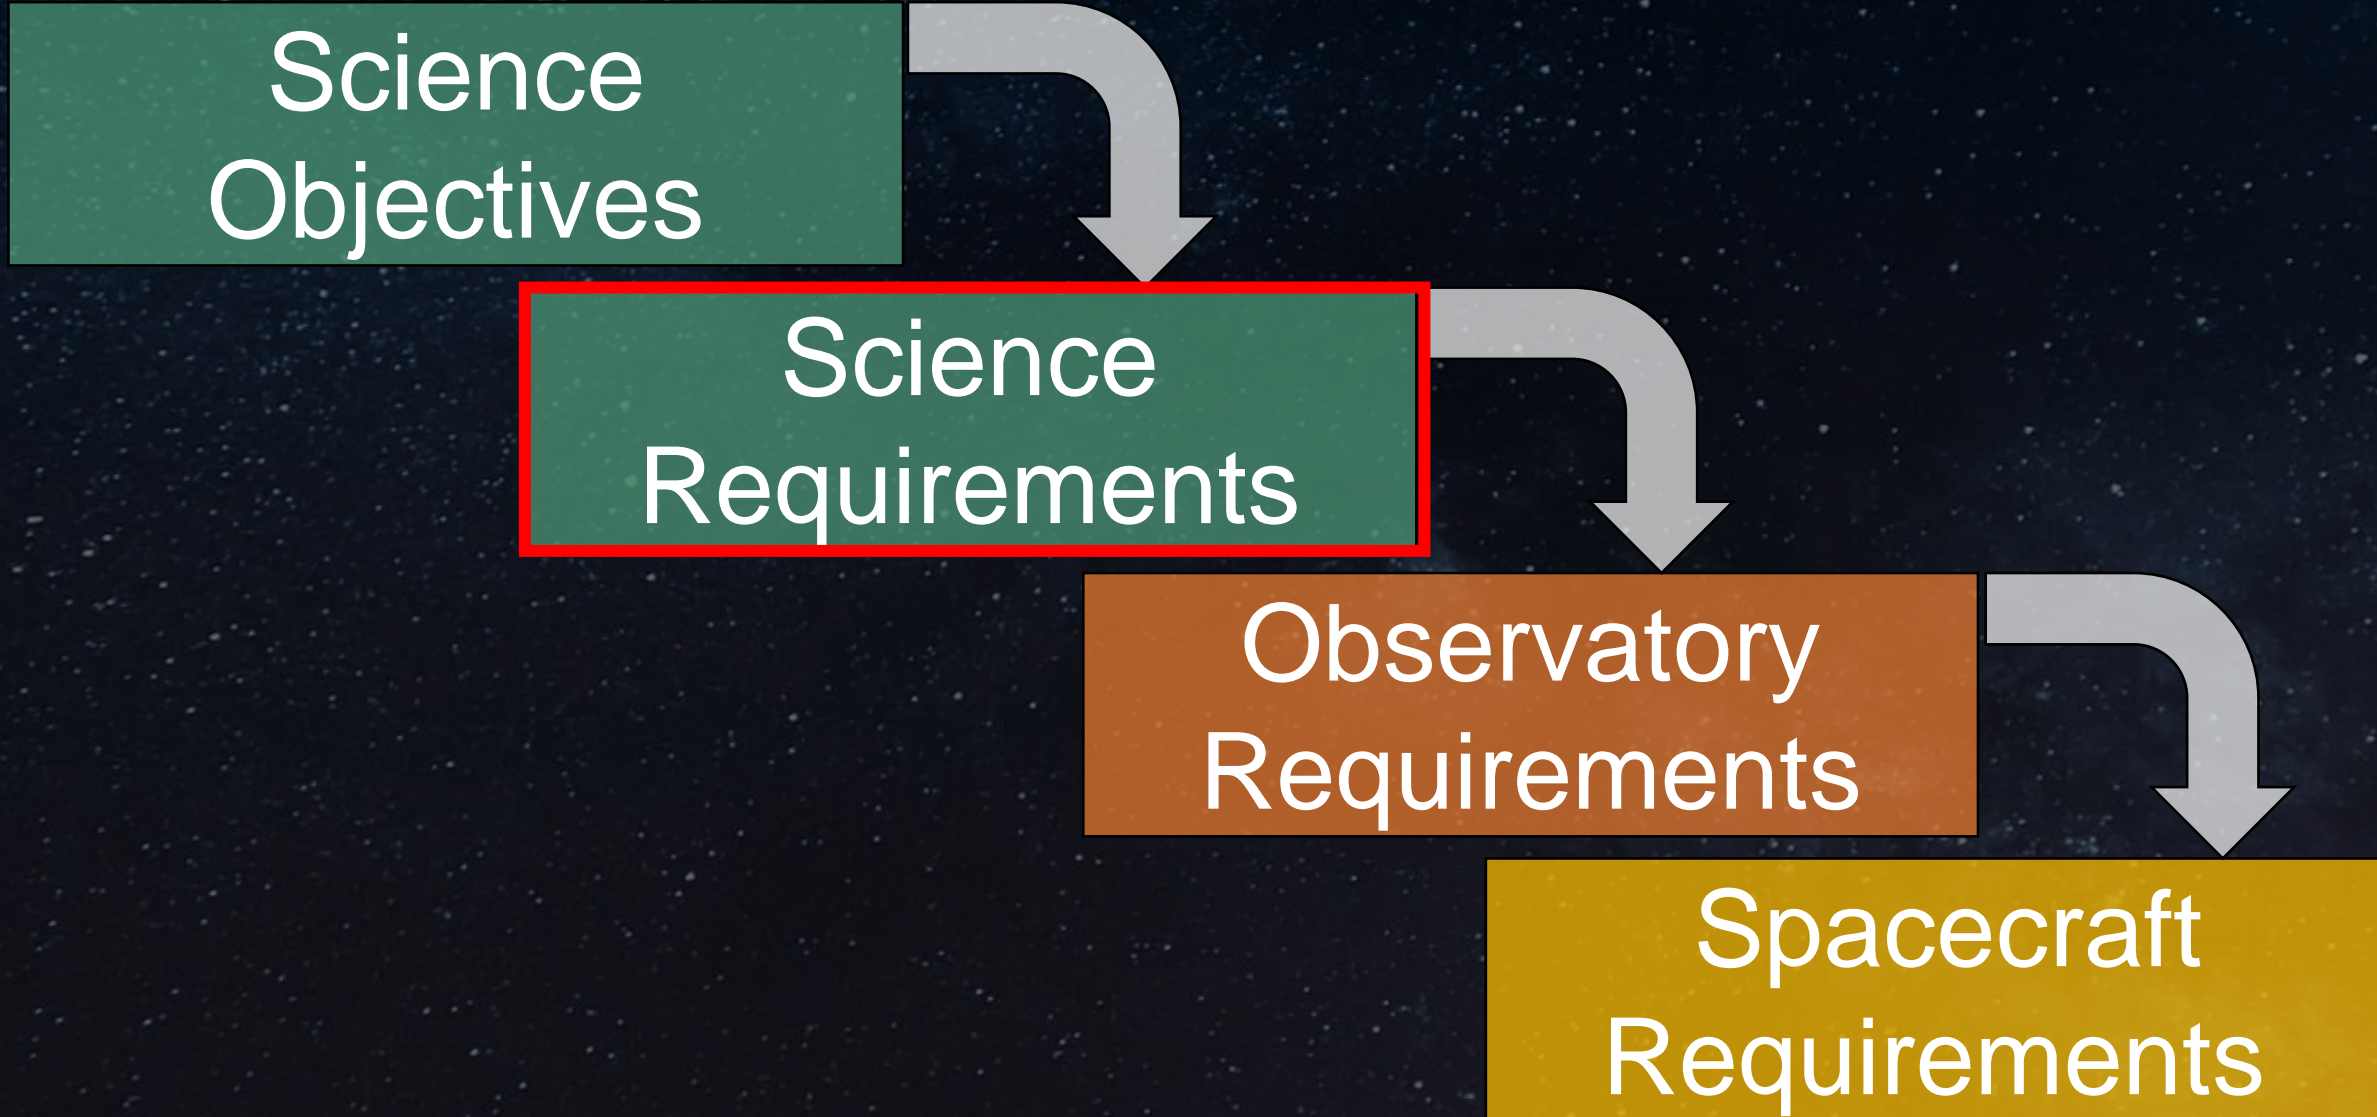 Science
Objectives
Science
Requirements
Observatory
Requirements
Spacecraft
Requirements